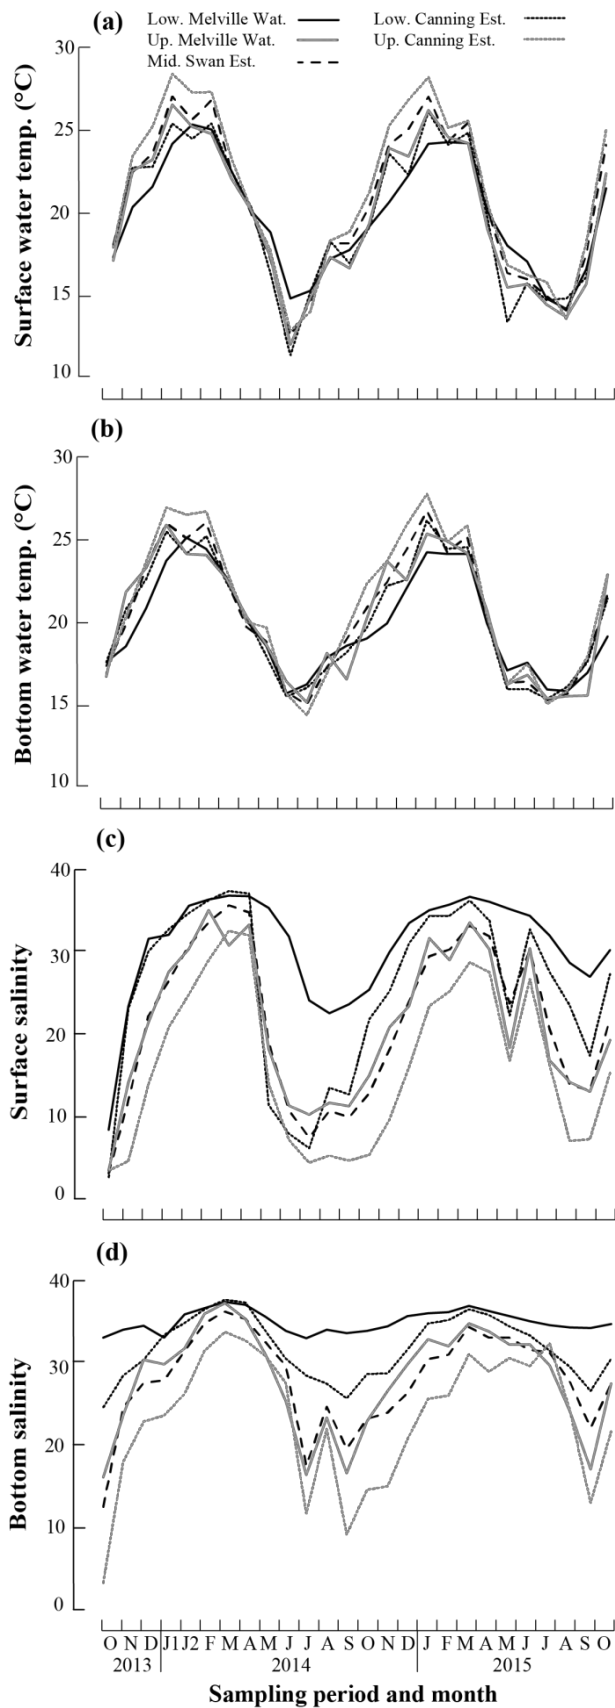 (a)
Low. Melville Wat.
Low. Canning Est.
Up. Melville Wat.
Up. Canning Est.
Mid. Swan Est.
Surface water temp. (°C)
30
25
20
15
10
(b)
Bottom water temp. (°C)
30
25
20
15
10
(c)
Surface salinity
40
30
20
10
0
(d)
Bottom salinity
40
30
20
10
0
O N D J1 J2 F M A M J J A S O N D J F M A M J J A S O
2013 2014 2015
Sampling period and month